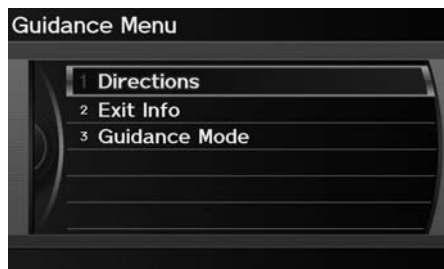 Guidance Menu
1 Directions
2 Exit Info
3 Guidance Mode